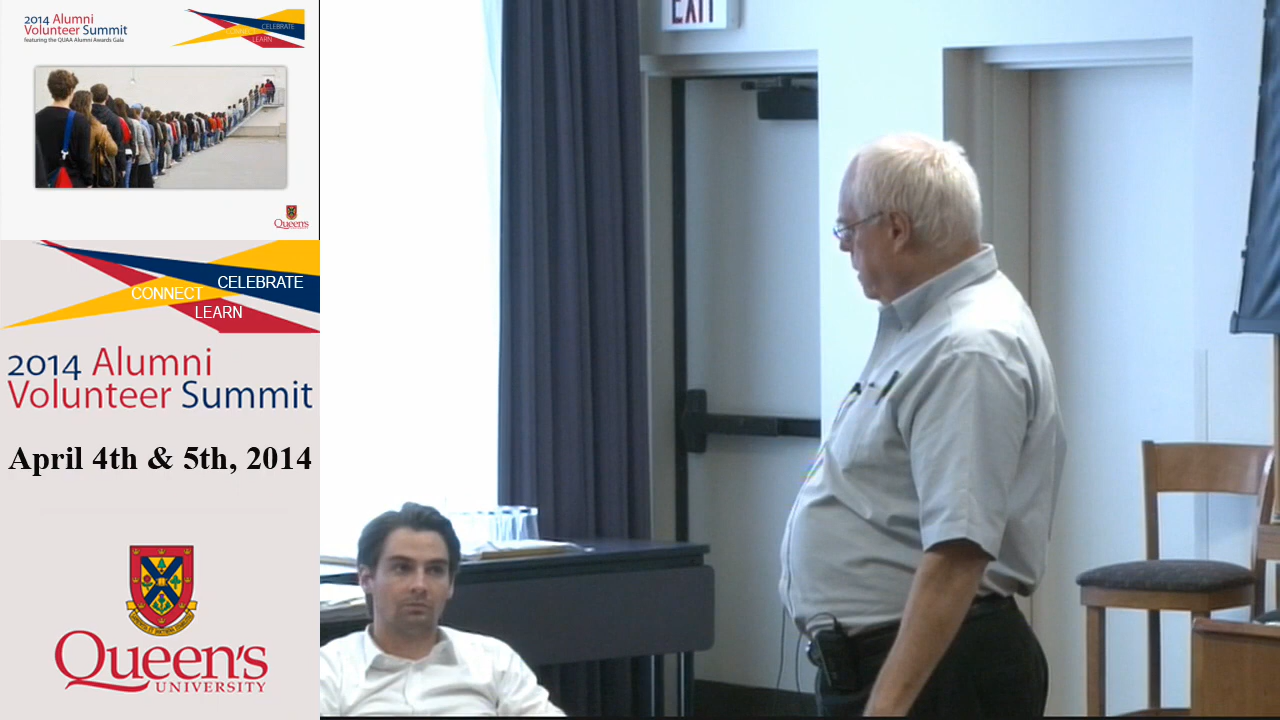 2014 Alumni
Volunteer Summit
featuring the QUAA Alumni Awards Gala
CELEBRATE
CONNECT
LEARN
Queen's
CELEBRATE
CONNECT
LEARN
2014 Alumni
Volunteer Summit
April 4th & 5th, 2014
Queen's
UNIVERSITY
EXIT